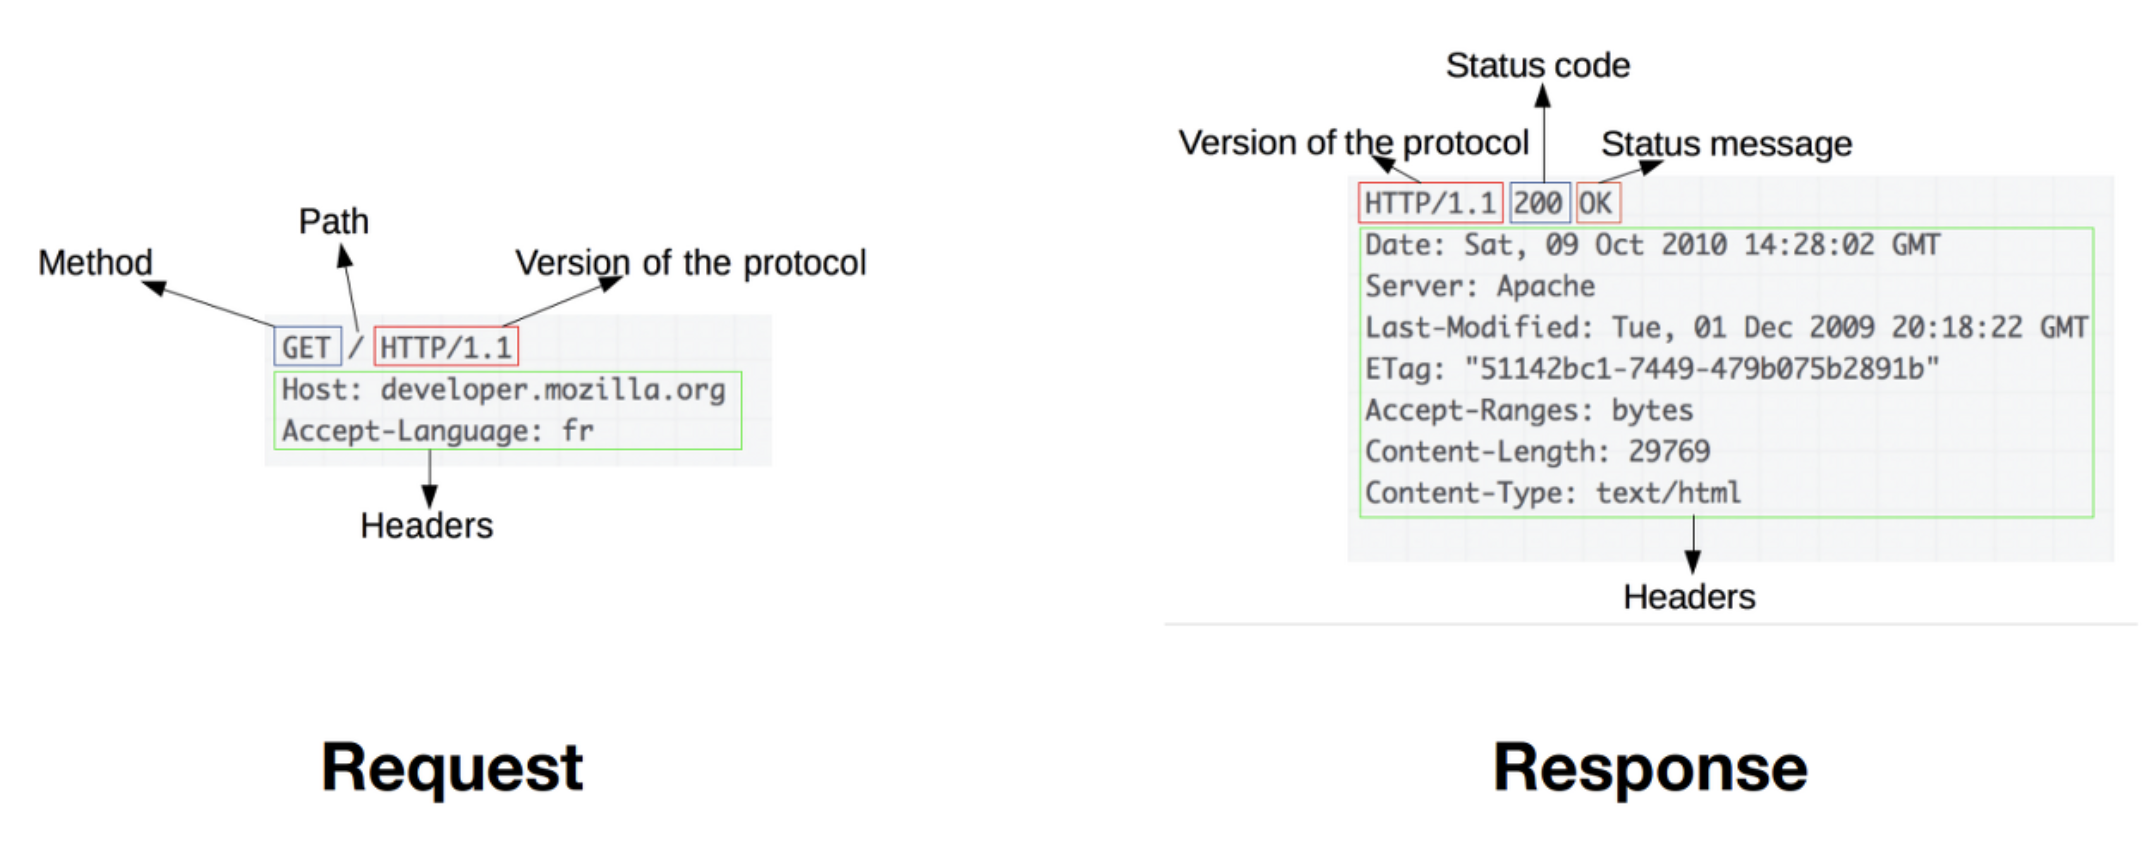 Path
Method
Version of the protocol
GET / HTTP/1.1
Host: developer.mozilla.org
Accept-Language: fr
Headers
Request
Status code
Version of the protocol
Status message
HTTP/1.1 200 OK
Date: Sat, 09 Oct 2010 14:28:02 GMT
Server: Apache
Last-Modified: Tue, 01 Dec 2009 20:18:22 GMT
ETag: "51142bc1-7449-479b075b2891b"
Accept-Ranges: bytes
Content-Length: 29769
Content-Type: text/html
Headers
Response